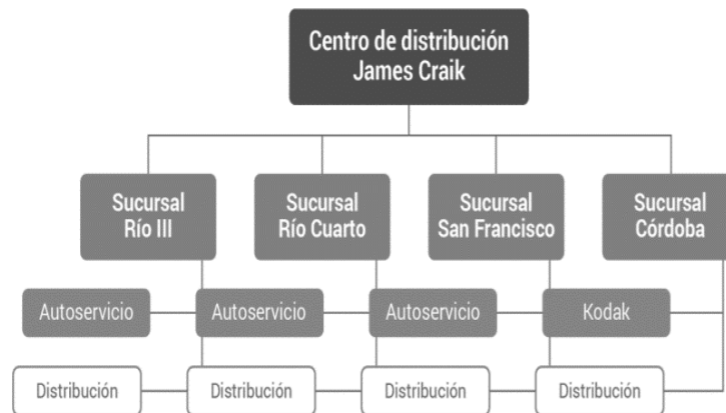 Centro de distribución
James Craik
Sucursal
Río III
Sucursal
Río Cuarto
Sucursal
San Francisco
Sucursal
Córdoba
Autoservicio
Autoservicio
Autoservicio
Kodak
Distribución
Distribución
Distribución
Distribución